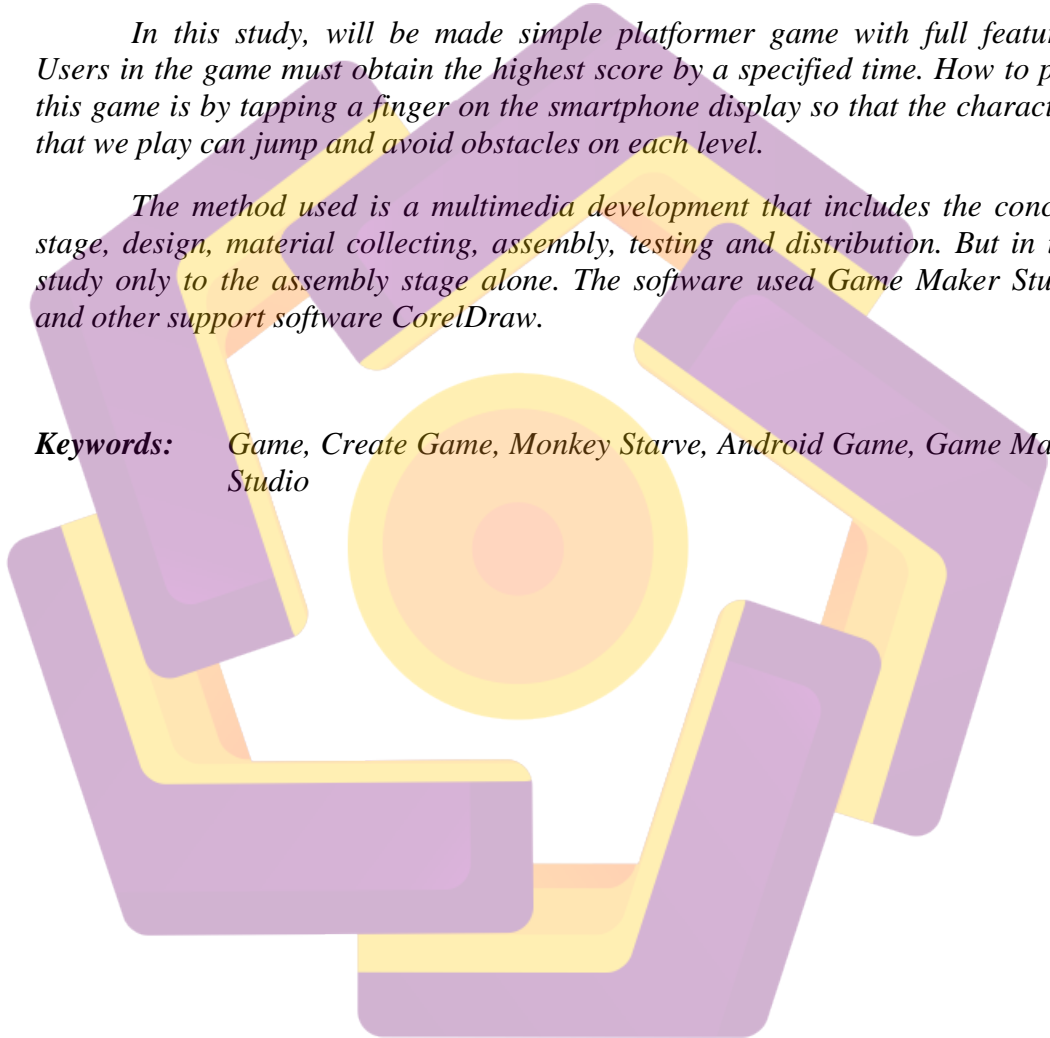 In this study, will be made simple platformer game with full featur
Users in the game must obtain the highest score by a specified time. How to p
this game is by tapping a finger on the smartphone display so that the charact
that we play can jump and avoid obstacles on each level.
The method used is a multimedia development that includes the conc
stage, design, material collecting, assembly, testing and distribution. But in
study only to the assembly stage alone. The software used Game Maker Stu
and other support software CorelDraw.
Keywords: Game, Create Game, Monkey Starve, Android Game, Game Ma
Studio